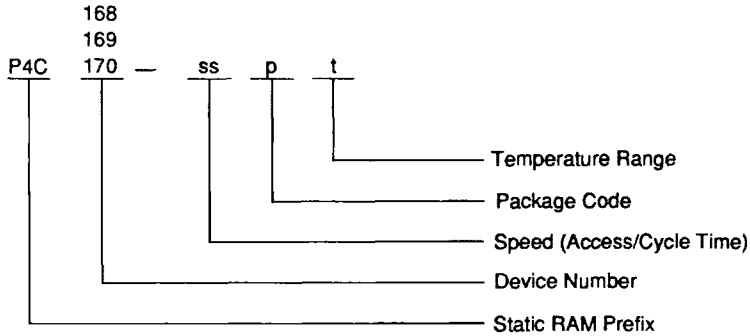 168
169
P4C 170 — ss p t
Temperature Range
Package Code
Speed (Access/Cycle Time)
Device Number
Static RAM Prefix